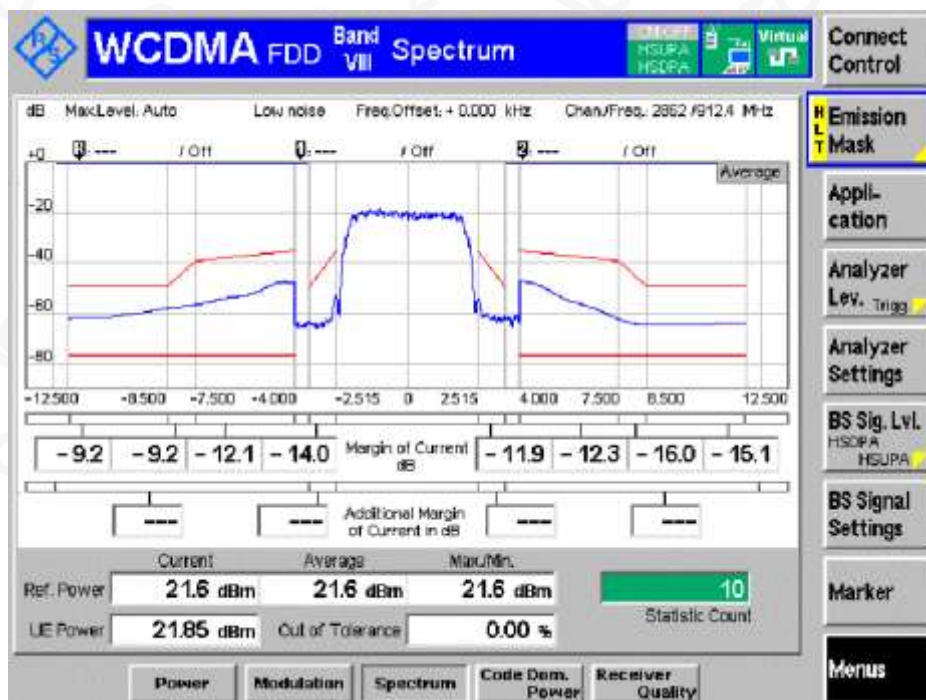 WCDMA FDD Band VIII Spectrum
HSUPA
HSDPA
Virtual
Connect Control
dB Max.Level: Auto Low noise Freq.Offset: + 0.000 kHz Chan./Freq.: 2862 /912.4 MHz
HLT
Emission Mask
+0 --- / Off 1: --- / Off 2: --- / Off
Average
-20
-40
-60
-80
Appli-
cation
Analyzer
Lev. Trigg
Analyzer
Settings
-12.500 -8.500 -7.500 -4.000 -2.515 0 2.515 4.000 7.500 8.500 12.500
-9.2 -9.2 -12.1 -14.0 Margin of Current dB -11.9 -12.3 -16.0 -15.1
BS Sig. Lvl.
HSDPA
HSUPA
--- --- Additional Margin of Current in dB --- ---
BS Signal
Settings
Current Average Max./Min.
Ref. Power 21.6 dBm 21.6 dBm 21.6 dBm 10
Statistic Count
UE Power 21.85 dBm Out of Tolerance 0.00 %
Marker
Power Modulation Spectrum Code Dom. Power Receiver Quality
Menus